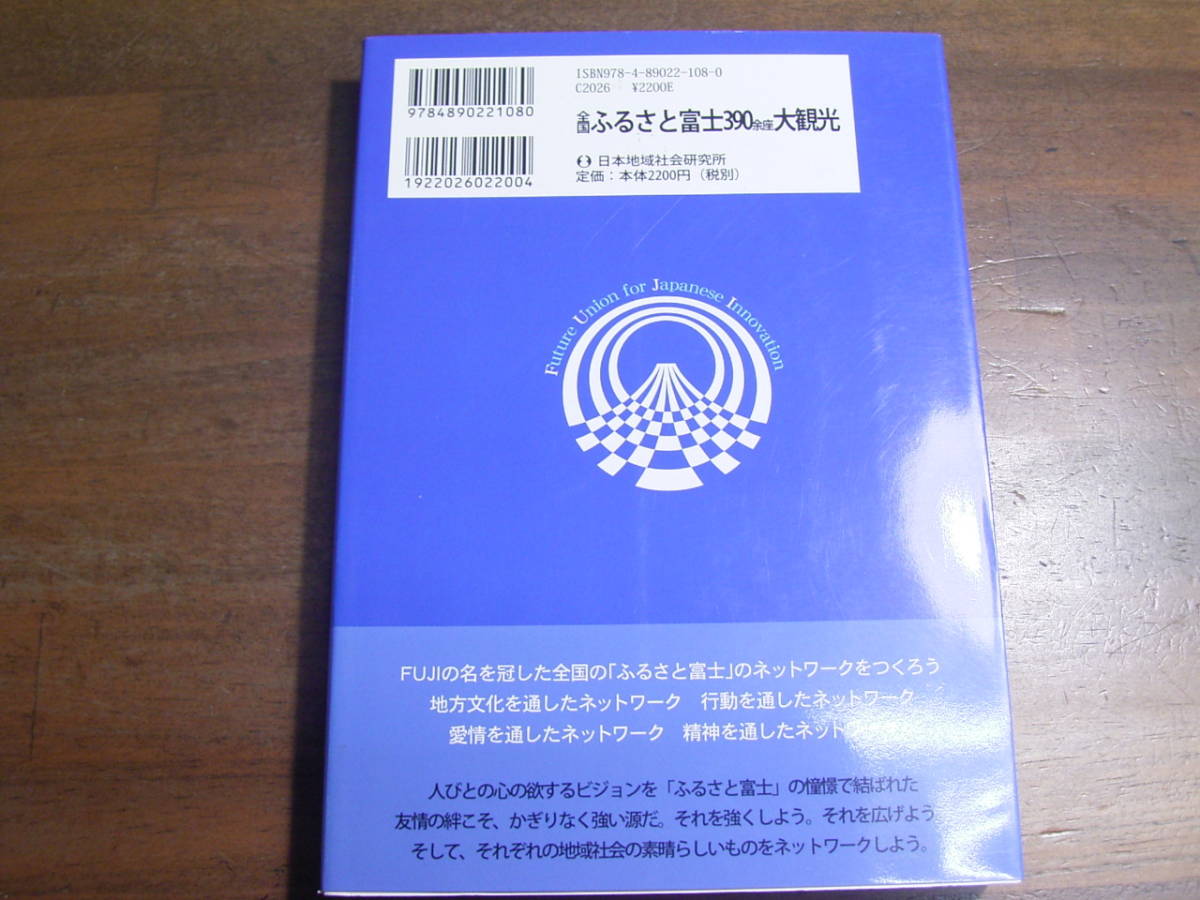 9784890221080
1922026022004
ISBN978-4-89022-108-0
C2026 ¥2200E
全国ふるさと富士390余座大観光
日本地域社会研究所
定価：本体2200円（税別）
Future Union for Japanese Innovation
FUJIの名を冠した全国の「ふるさと富士」のネットワークをつくろう
地方文化を通したネットワーク 行動を通したネットワーク
愛情を通したネットワーク 精神を通したネット
人びとの心の欲するビジョンを「ふるさと富士」の憧憬で結ばれた
友情の絆こそ、かぎりなく強い源だ。それを強くしよう。それを広げよう
そして、それぞれの地域社会の素晴らしいものをネットワークしよう。